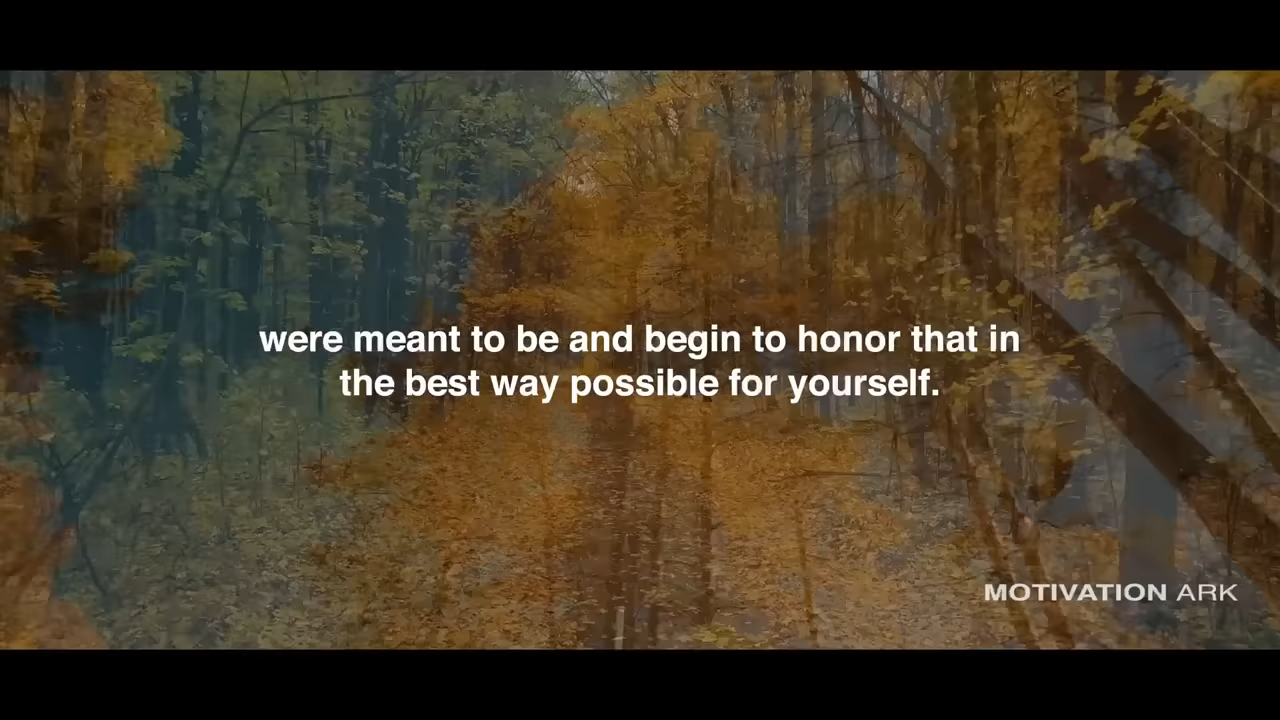 were meant to be and begin to honor that in
the best way possible for yourself.
MOTIVATION ARK